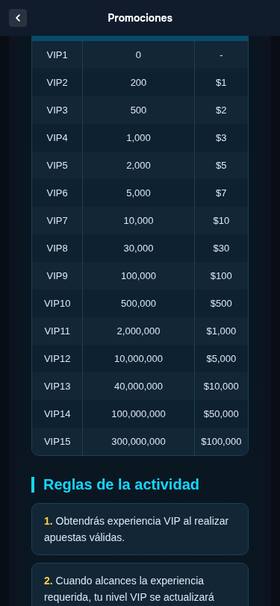 Promociones
VIP1 0 -
VIP2 200 $1
VIP3 500 $2
VIP4 1,000 $3
VIP5 2,000 $5
VIP6 5,000 $7
VIP7 10,000 $10
VIP8 30,000 $30
VIP9 100,000 $100
VIP10 500,000 $500
VIP11 2,000,000 $1,000
VIP12 10,000,000 $5,000
VIP13 40,000,000 $10,000
VIP14 100,000,000 $50,000
VIP15 300,000,000 $100,000
Reglas de la actividad
1. Obtendrás experiencia VIP al realizar
apuestas válidas.
2. Cuando alcances la experiencia
requerida, tu nivel VIP se actualizará